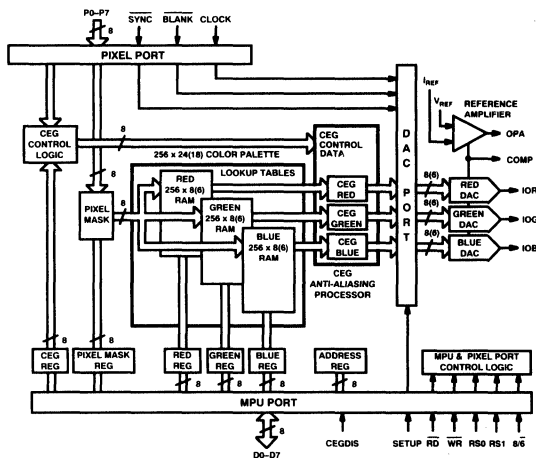 P0–P7
SYNC
BLANK
CLOCK
8
PIXEL PORT
IREF
VREF
REFERENCE
AMPLIFIER
OPA
COMP
CEG
CONTROL
LOGIC
8
256 x 24(18) COLOR PALETTE
CEG
CONTROL
DATA
DAC PORT
8
LOOKUP TABLES
RED
256 x 8(6)
RAM
GREEN
256 x 8(6)
RAM
BLUE
256 x 8(6)
RAM
PIXEL
MASK
8
CEG
RED
CEG
GREEN
CEG
BLUE
8(6)
8(6)
8(6)
RED
DAC
GREEN
DAC
BLUE
DAC
IOR
IOG
IOB
CEG
ANTI-ALIASING
PROCESSOR
8
8
CEG
REG
PIXEL MASK
REG
RED
REG
GREEN
REG
BLUE
REG
ADDRESS
REG
MPU & PIXEL PORT
CONTROL LOGIC
8
8
8
8
MPU PORT
8
D0–D7
CEGDIS
SETUP
RD
WR
RS0
RS1
8/6